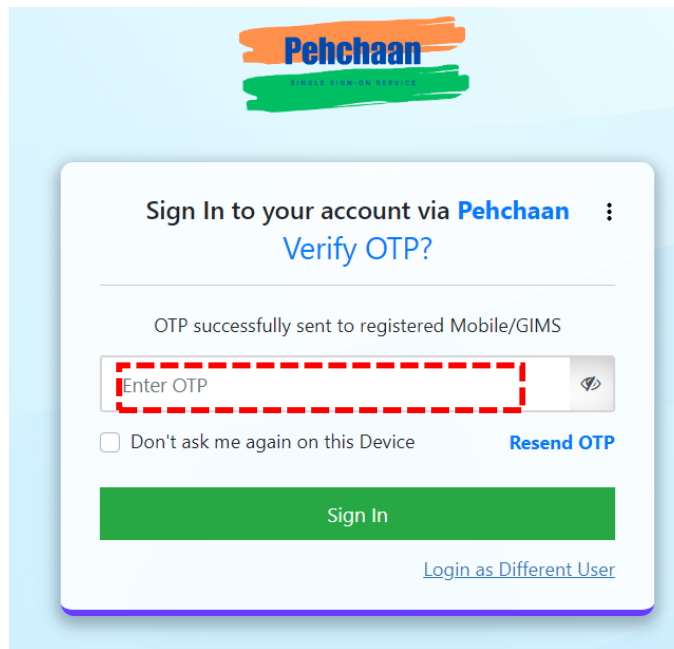 Pehchaan
SINGLE SIGN-ON SERVICE
Sign In to your account via Pehchaan
Verify OTP?
OTP successfully sent to registered Mobile/GIMS
Enter OTP
Don't ask me again on this Device
Resend OTP
Sign In
Login as Different User